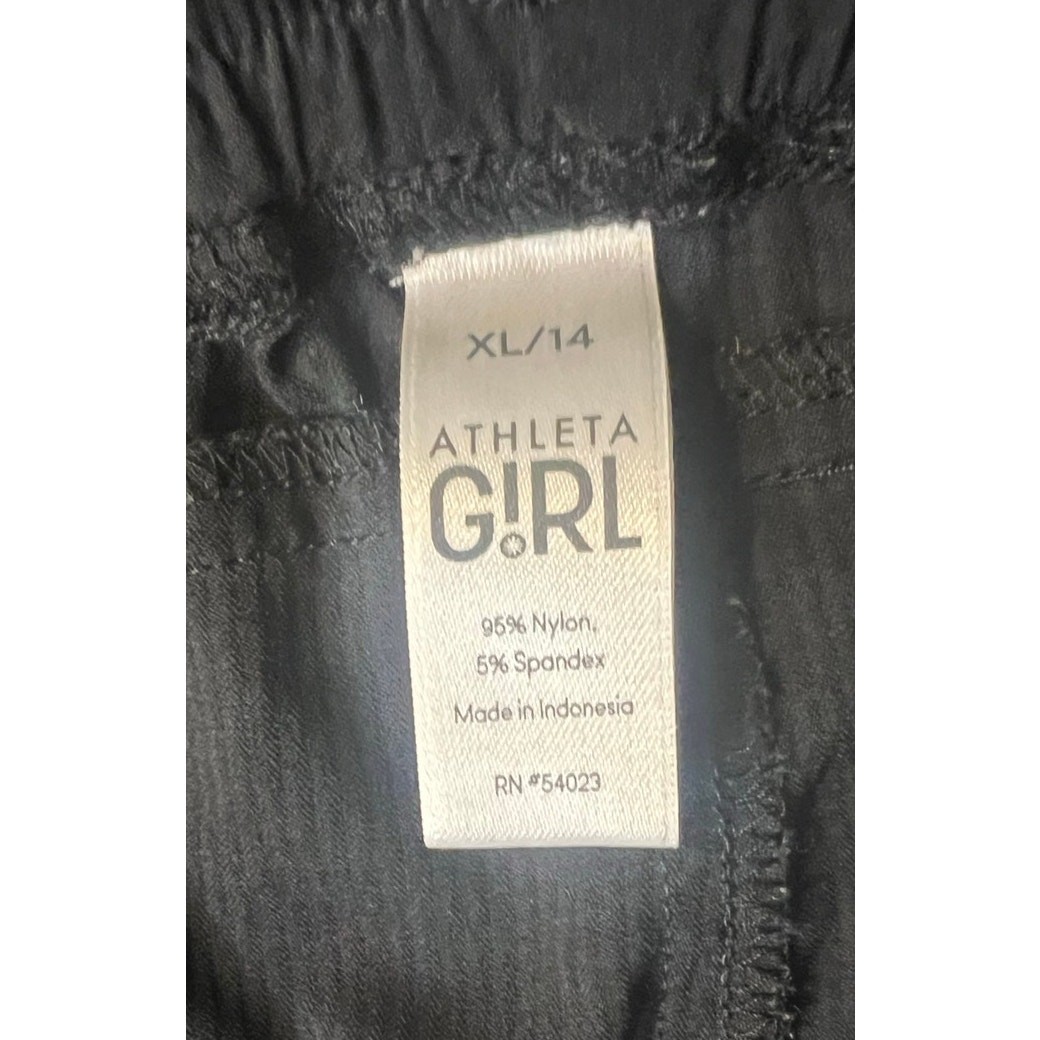 XL/14
ATHLETA
G!RL
95% Nylon,
5% Spandex
Made in Indonesia
RN #54023